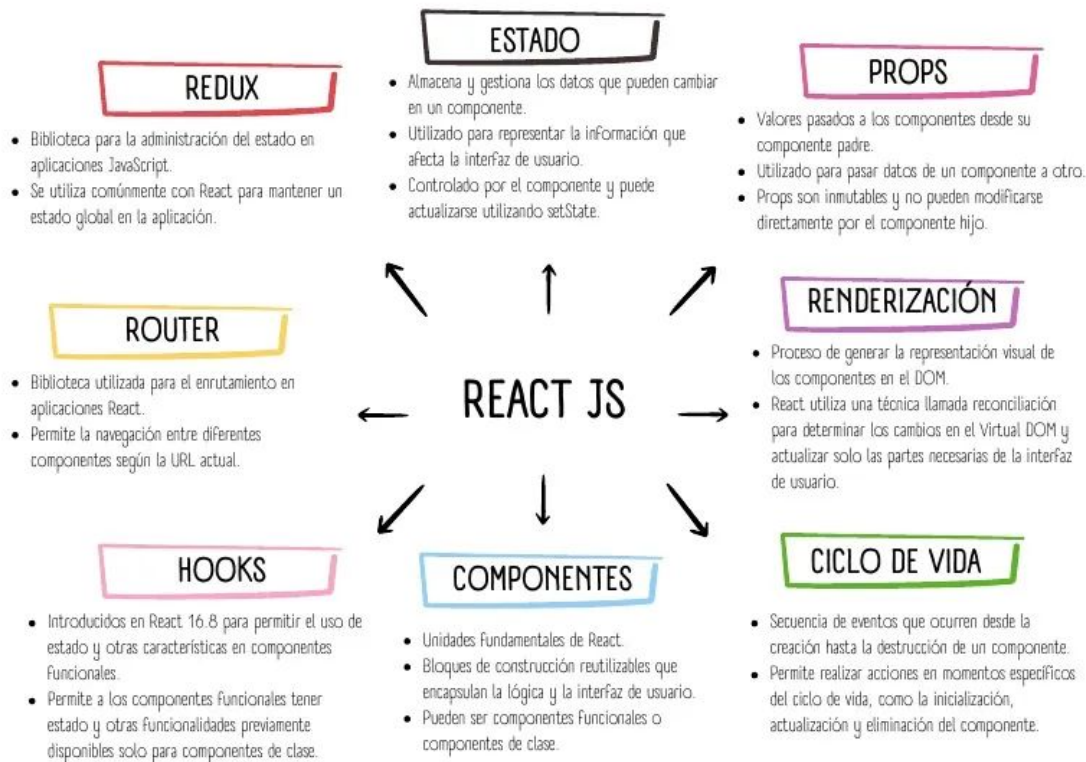 ESTADO
• Almacena y gestiona los datos que pueden cambiar
en un componente.
• Utilizado para representar la información que
afecta la interfaz de usuario.
• Controlado por el componente y puede
actualizarse utilizando setState.
REDUX
• Biblioteca para la administración del estado en
aplicaciones JavaScript.
• Se utiliza comúnmente con React para mantener un
estado global en la aplicación.
PROPS
• Valores pasados a los componentes desde su
componente padre.
• Utilizado para pasar datos de un componente a otro.
• Props son inmutables y no pueden modificarse
directamente por el componente hijo.
ROUTER
• Biblioteca utilizada para el enrutamiento en
aplicaciones React.
• Permite la navegación entre diferentes
componentes según la URL actual.
REACT JS
RENDERIZACIÓN
• Proceso de generar la representación visual de
los componentes en el DOM.
• React utiliza una técnica llamada reconciliación
para determinar los cambios en el Virtual DOM y
actualizar solo las partes necesarias de la interfaz
de usuario.
HOOKS
• Introducidos en React 16.8 para permitir el uso de
estado y otras características en componentes
funcionales.
• Permite a los componentes funcionales tener
estado y otras funcionalidades previamente
disponibles solo para componentes de clase.
COMPONENTES
• Unidades fundamentales de React.
• Bloques de construcción reutilizables que
encapsulan la lógica y la interfaz de usuario.
• Pueden ser componentes funcionales o
componentes de clase.
CICLO DE VIDA
• Secuencia de eventos que ocurren desde la
creación hasta la destrucción de un componente.
• Permite realizar acciones en momentos específicos
del ciclo de vida, como la inicialización,
actualización y eliminación del componente.